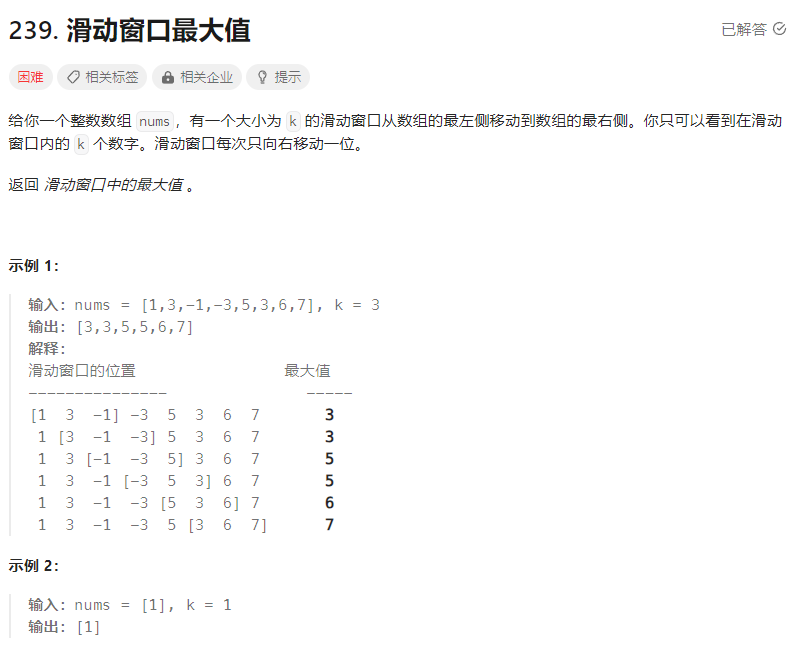 239. 滑动窗口最大值
已解答
困难 相关标签 相关企业 提示
给你一个整数数组 nums，有一个大小为 k 的滑动窗口从数组的最左侧移动到数组的最右侧。你只可以看到在滑动
窗口内的 k 个数字。滑动窗口每次只向右移动一位。
返回 滑动窗口中的最大值 。
示例 1：
输入：nums = [1,3,-1,-3,5,3,6,7], k = 3
输出：[3,3,5,5,6,7]
解释：
滑动窗口的位置 最大值
--------------- -----
[1 3 -1] -3 5 3 6 7 3
1 [3 -1 -3] 5 3 6 7 3
1 3 [-1 -3 5] 3 6 7 5
1 3 -1 [-3 5 3] 6 7 5
1 3 -1 -3 [5 3 6] 7 6
1 3 -1 -3 5 [3 6 7] 7
示例 2：
输入：nums = [1], k = 1
输出：[1]